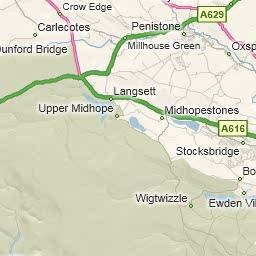 Crow Edge
A629
Carlecotes
Penistone
Dunford Bridge
Millhouse Green
Oxsp
Langsett
Upper Midhope
Midhopestones
A616
Stocksbridge
Bo
Wigtwizzle
Ewden Vil